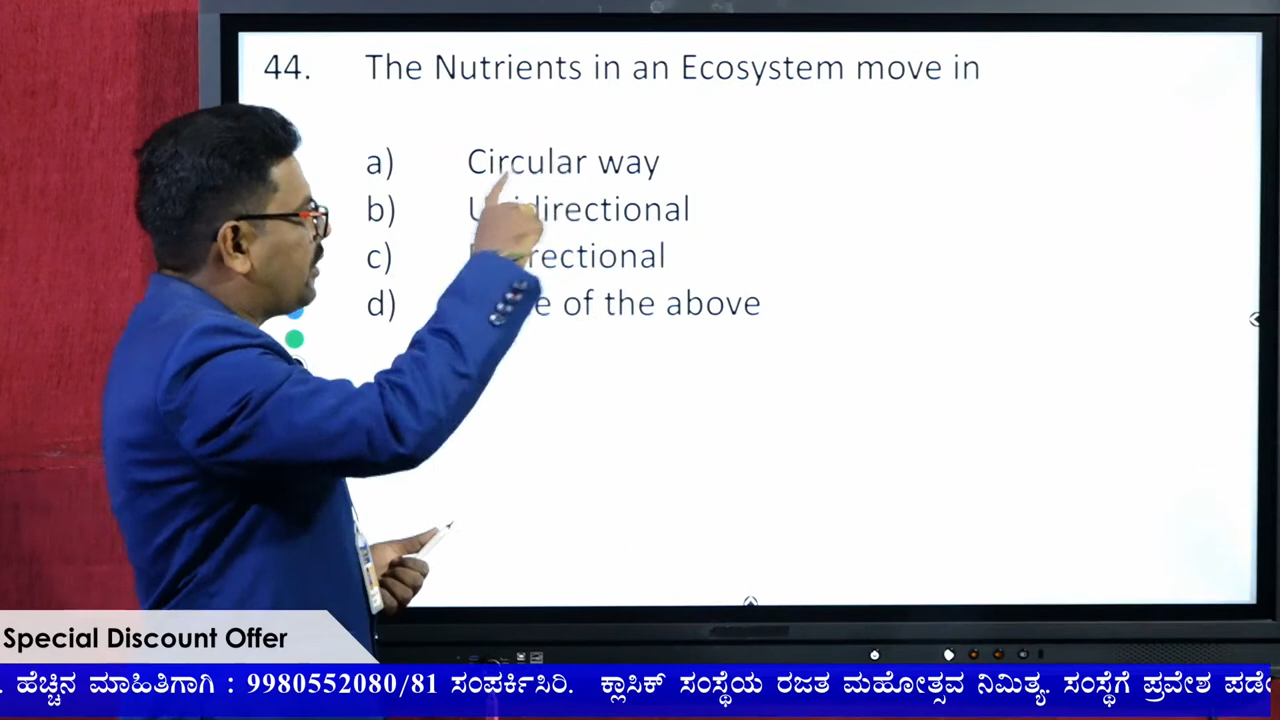 44. The Nutrients in an Ecosystem move in
a) Circular way
b) directional
c) rectional
d) of the above
Special Discount Offer
. ಹೆಚ್ಚಿನ ಮಾಹಿತಿಗಾಗಿ : 9980552080/81 ಸಂಪರ್ಕಿಸಿರಿ. ಕ್ಲಾಸಿಕ್ ಸಂಸ್ಥೆಯ ರಜತ ಮಹೋತ್ಸವ ನಿಮಿತ್ಯ. ಸಂಸ್ಥೆಗೆ ಪ್ರವೇಶ